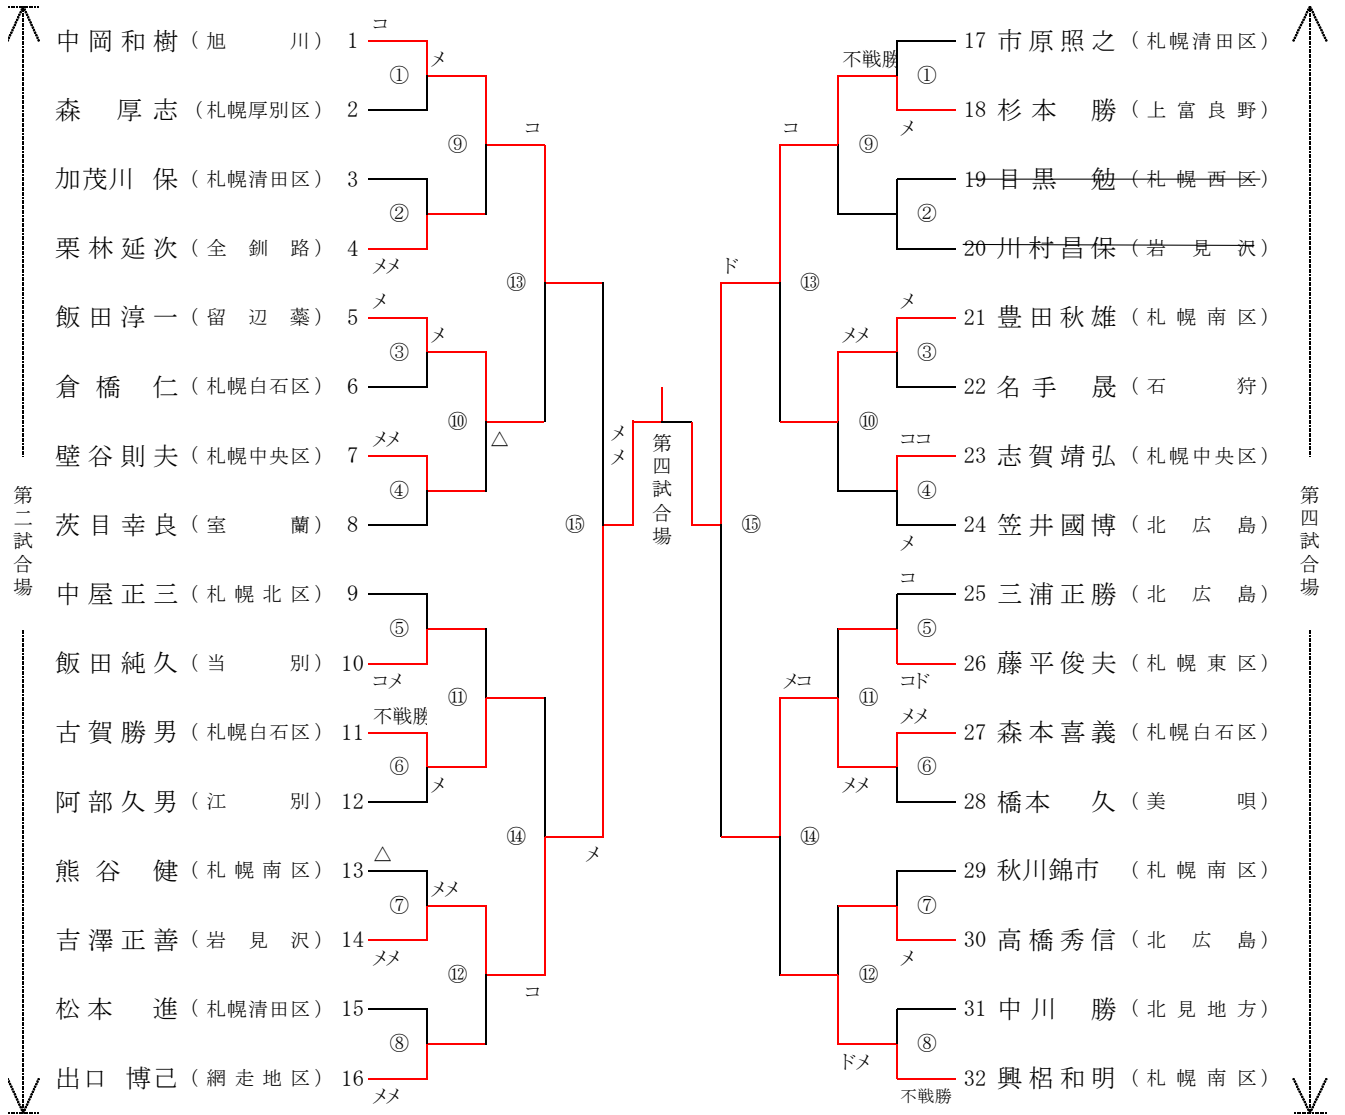 コ
中岡和樹 (旭川) 1
メ
①
森 厚志 (札幌厚別区) 2
コ
⑨
加茂川 保 (札幌清田区) 3
②
栗林延次 (全釧路) 4
メメ
⑬
メ
飯田淳一 (留辺蘂) 5
メ
③
倉橋 仁 (札幌白石区) 6
⑩
△
メメ
壁谷則夫 (札幌中央区) 7
④
茨目幸良 (室蘭) 8
メメ
⑮
第二試合場
中屋正三 (札幌北区) 9
⑤
飯田純久 (当別) 10
コメ
⑪
不戦勝
古賀勝男 (札幌白石区) 11
⑥
メ
阿部久男 (江別) 12
⑭
メ
△
熊谷 健 (札幌南区) 13
メメ
⑦
吉澤正善 (岩見沢) 14
メメ
⑫
コ
松本 進 (札幌清田区) 15
⑧
出口 博己 (網走地区) 16
メメ
第四試合場
17 市原照之 (札幌清田区)
不戦勝
①
18 杉本 勝 (上富良野)
メ
コ
⑨
19 目黒 勉 (札幌西区)
②
20 川村昌保 (岩見沢)
ド
⑬
メ
21 豊田秋雄 (札幌南区)
メメ
③
22 名手 晟 (石狩)
⑩
ココ
23 志賀靖弘 (札幌中央区)
④
24 笠井國博 (北広島)
メ
⑮
第四試合場
コ
25 三浦正勝 (北広島)
⑤
26 藤平俊夫 (札幌東区)
コド
メコ
⑪
メメ
27 森本喜義 (札幌白石区)
⑥
メメ
28 橋本 久 (美唄)
⑭
29 秋川錦市 (札幌南区)
⑦
30 高橋秀信 (北広島)
メ
⑫
31 中川 勝 (北見地方)
ドメ
⑧
32 興梠和明 (札幌南区)
不戦勝